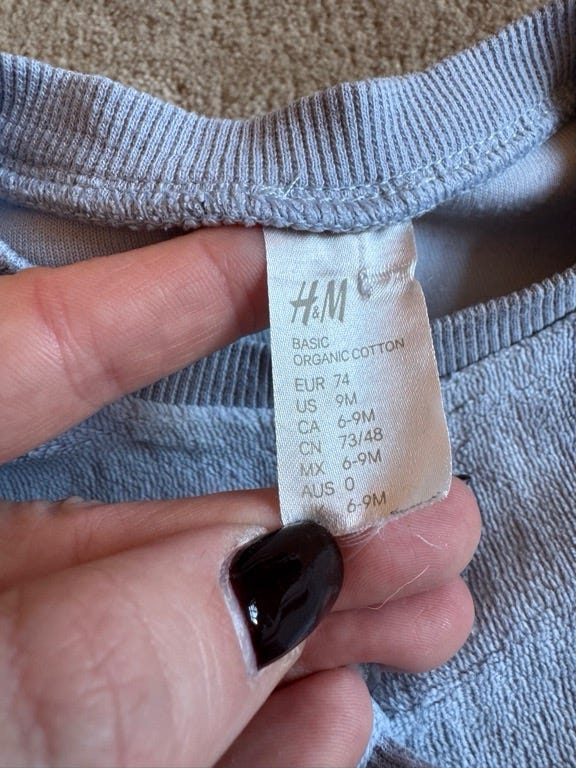 H&M
BASIC
ORGANIC COTTON
EUR 74
US 9M
CA 6-9M
CN 73/48
MX 6-9M
AUS 0
6-9M